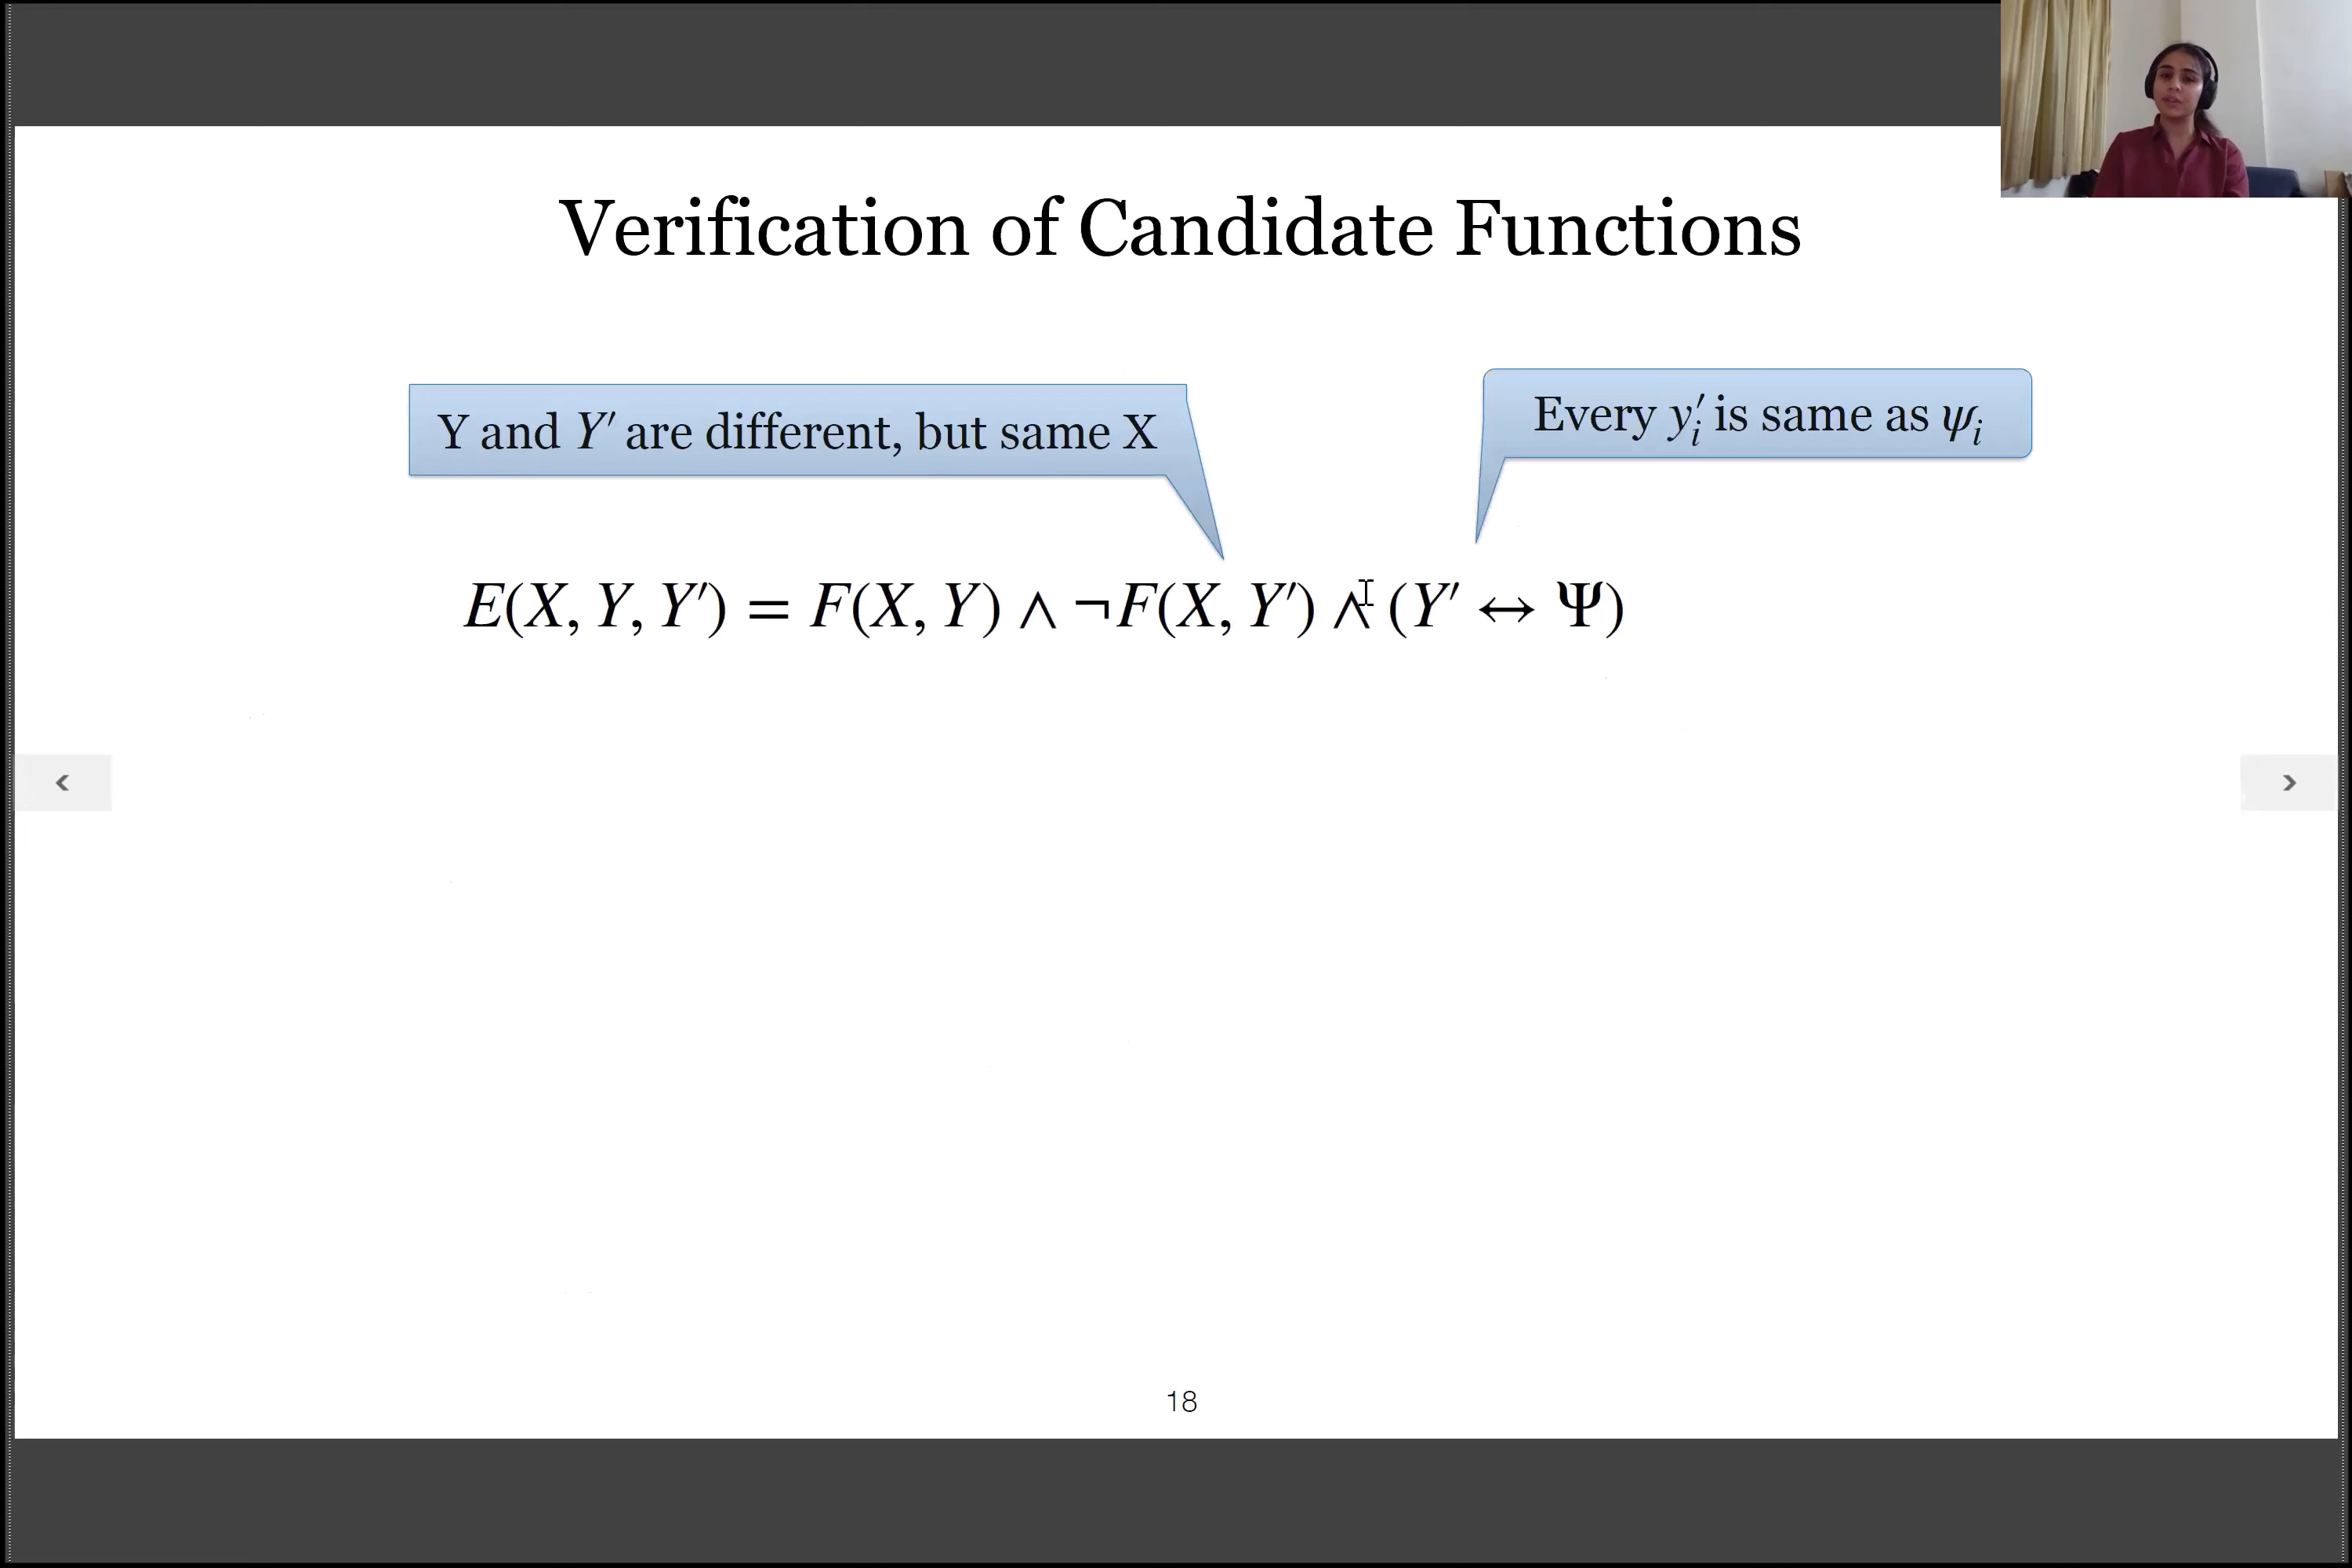 Verification of Candidate Functions
Y and Y′ are different, but same X
Every y′ᵢ is same as ψᵢ
E(X, Y, Y′) = F(X, Y) ∧ ¬F(X, Y′) ∧ (Y′ ↔ Ψ)
18